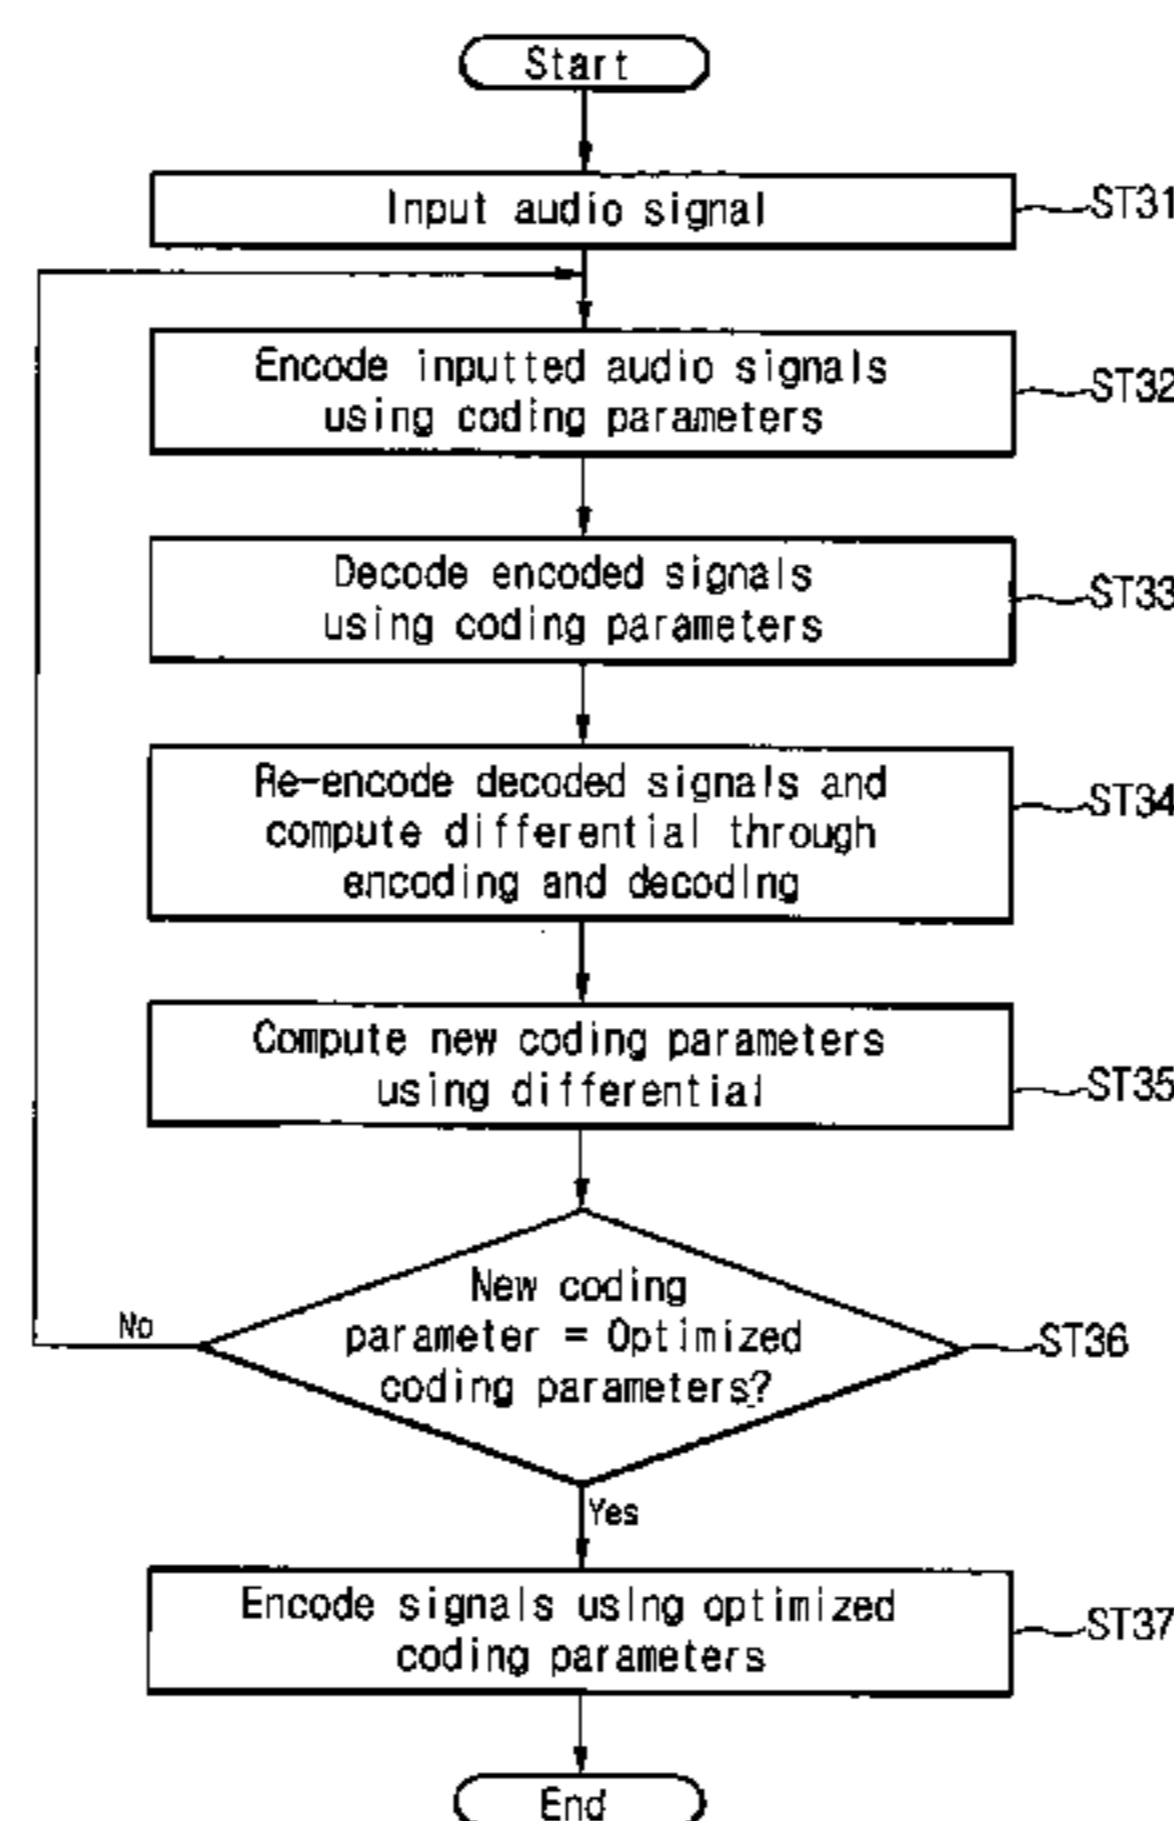 Start
Input audio signal
ST31
Encode inputted audio signals
using coding parameters
ST32
Decode encoded signals
using coding parameters
ST33
Re-encode decoded signals and
compute differential through
encoding and decoding
ST34
Compute new coding parameters
using differential
ST35
New coding
parameter = Optimized
coding parameters?
ST36
No
Yes
Encode signals using optimized
coding parameters
ST37
End